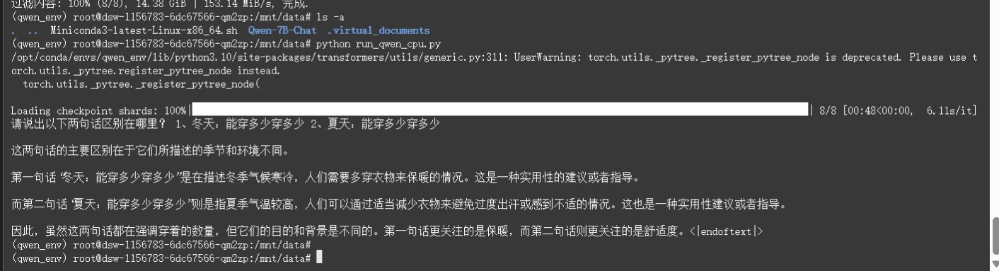 过滤内容: 100% (8/8), 14.38 GiB | 153.14 MiB/s, 完成.
(qwen_env) root@dsw-1156783-6dc67566-qm2zp:/mnt/data# ls -a
.  ..  Miniconda3-latest-Linux-x86_64.sh  Qwen-7B-Chat  .virtual_documents
(qwen_env) root@dsw-1156783-6dc67566-qm2zp:/mnt/data# python run_qwen_cpu.py
/opt/conda/envs/qwen_env/lib/python3.10/site-packages/transformers/utils/generic.py:311: UserWarning: torch.utils._pytree._register_pytree_node is deprecated. Please use t
orch.utils._pytree.register_pytree_node instead.
  torch.utils._pytree._register_pytree_node(
Loading checkpoint shards: 100%| | 8/8 [00:48<00:00,  6.11s/it]
请说出以下两句话区别在哪里? 1、冬天：能穿多少穿多少 2、夏天：能穿多少穿多少
这两句话的主要区别在于它们所描述的季节和环境不同。
第一句话“冬天：能穿多少穿多少”是在描述冬季气候寒冷，人们需要多穿衣物来保暖的情况。这是一种实用性的建议或者指导。
而第二句话“夏天：能穿多少穿多少”则是指夏季气温较高，人们可以通过适当减少衣物来避免过度出汗或感到不适的情况。这也是一种实用性建议或者指导。
因此，虽然这两句话都在强调穿着的数量，但它们的目的和背景是不同的。第一句话更关注的是保暖，而第二句话则更关注的是舒适度。<|endoftext|>
(qwen_env) root@dsw-1156783-6dc67566-qm2zp:/mnt/data#
(qwen_env) root@dsw-1156783-6dc67566-qm2zp:/mnt/data#